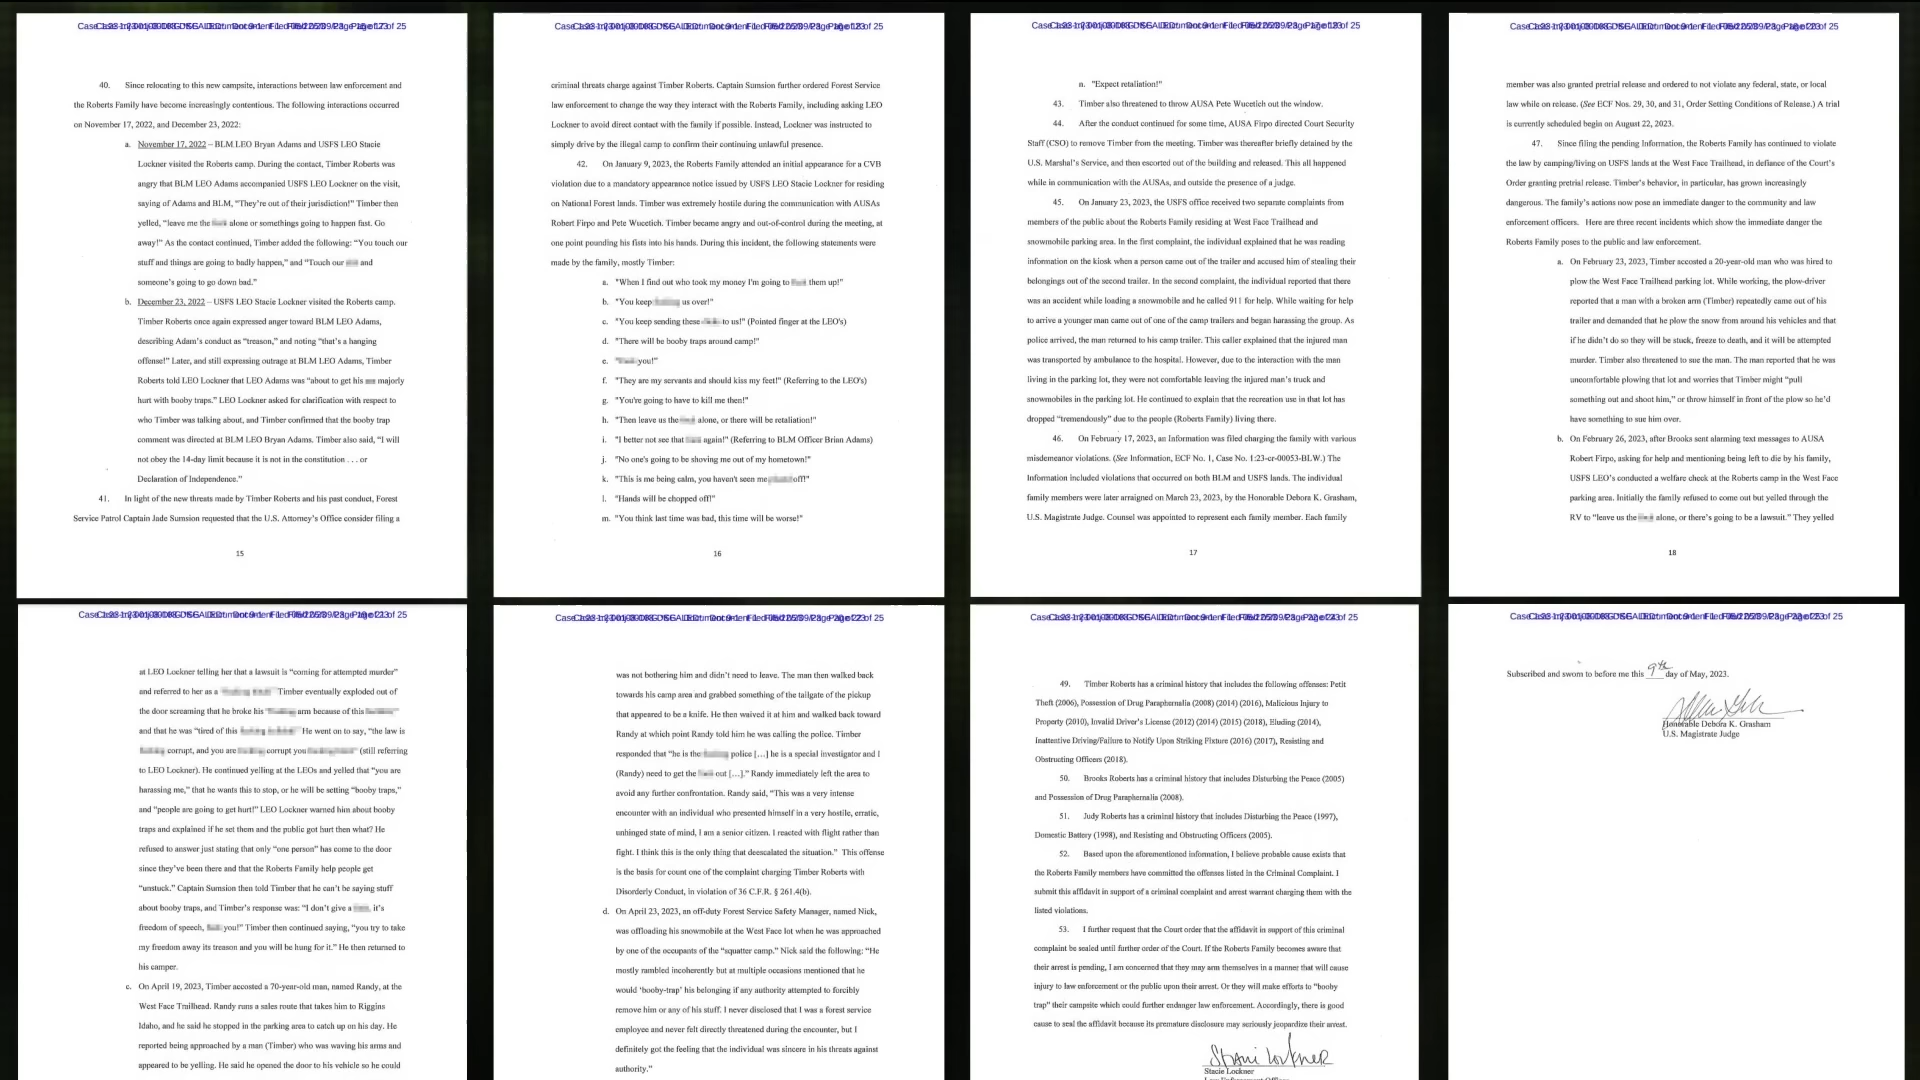 40. Since relocating to this new campsite, interactions between law enforcement and
the Roberts Family have become increasingly contentious. The following interactions occurred
on November 17, 2022, and December 23, 2022:
a. November 17, 2022 – BLM LEO Bryan Adams and USFS LEO Stacie
Lockner visited the Roberts camp. During the contact, Timber Roberts was
angry that BLM LEO Adams accompanied USFS LEO Lockner on the visit,
saying of Adams and BLM, “They're out of their jurisdiction!” Timber then
yelled, “leave me the alone or somethings going to happen fast. Go
away!” As the contact continued, Timber added the following: “You touch our
stuff and things are going to badly happen,” and “Touch our and
someone's going to go down bad.”
b. December 23, 2022 – USFS LEO Stacie Lockner visited the Roberts camp.
Timber Roberts once again expressed anger toward BLM LEO Adams,
describing Adam's conduct as “treason,” and noting “that's a hanging
offense!” Later, and still expressing outrage at BLM LEO Adams, Timber
Roberts told LEO Lockner that LEO Adams was “about to get his majorly
hurt with booby traps.” LEO Lockner asked for clarification with respect to
who Timber was talking about, and Timber confirmed that the booby trap
comment was directed at BLM LEO Bryan Adams. Timber also said, “I will
not obey the 14-day limit because it is not in the constitution . . . or
Declaration of Independence.”
41. In light of the new threats made by Timber Roberts and his past conduct, Forest
Service Patrol Captain Jade Sumsion requested that the U.S. Attorney's Office consider filing a
15
criminal threats charge against Timber Roberts. Captain Sumsion further ordered Forest Service
law enforcement to change the way they interact with the Roberts Family, including asking LEO
Lockner to avoid direct contact with the family if possible. Instead, Lockner was instructed to
simply drive by the illegal camp to confirm their continuing unlawful presence.
42. On January 9, 2023, the Roberts Family attended an initial appearance for a CVB
violation due to a mandatory appearance notice issued by USFS LEO Stacie Lockner for residing
on National Forest lands. Timber was extremely hostile during the communication with AUSAs
Robert Firpo and Pete Wucetich. Timber became angry and out-of-control during the meeting, at
one point pounding his fists into his hands. During this incident, the following statements were
made by the family, mostly Timber:
a. "When I find out who took my money I'm going to them up!"
b. "You keep us over!"
c. "You keep sending these to us!" (Pointed finger at the LEO's)
d. "There will be booby traps around camp!"
e. you!"
f. "They are my servants and should kiss my feet!" (Referring to the LEO's)
g. "You're going to have to kill me then!"
h. "Then leave us the alone, or there will be retaliation!"
i. "I better not see that again!" (Referring to BLM Officer Brian Adams)
j. "No one's going to be shoving me out of my hometown!"
k. "This is me being calm, you haven't seen me off!"
l. "Hands will be chopped off!"
m. "You think last time was bad, this time will be worse!"
16
n. "Expect retaliation!"
43. Timber also threatened to throw AUSA Pete Wucetich out the window.
44. After the conduct continued for some time, AUSA Firpo directed Court Security
Staff (CSO) to remove Timber from the meeting. Timber was thereafter briefly detained by the
U.S. Marshal's Service, and then escorted out of the building and released. This all happened
while in communication with the AUSAs, and outside the presence of a judge.
45. On January 23, 2023, the USFS office received two separate complaints from
members of the public about the Roberts Family residing at West Face Trailhead and
snowmobile parking area. In the first complaint, the individual explained that he was reading
information on the kiosk when a person came out of the trailer and accused him of stealing their
belongings out of the second trailer. In the second complaint, the individual reported that there
was an accident while loading a snowmobile and he called 911 for help. While waiting for help
to arrive a younger man came out of one of the camp trailers and began harassing the group. As
police arrived, the man returned to his camp trailer. This caller explained that the injured man
was transported by ambulance to the hospital. However, due to the interaction with the man
living in the parking lot, they were not comfortable leaving the injured man's truck and
snowmobiles in the parking lot. He continued to explain that the recreation use in that lot has
dropped “tremendously” due to the people (Roberts Family) living there.
46. On February 17, 2023, an Information was filed charging the family with various
misdemeanor violations. (See Information, ECF No. 1, Case No. 1:23-cr-00053-BLW.) The
Information included violations that occurred on both BLM and USFS lands. The individual
family members were later arraigned on March 23, 2023, by the Honorable Debora K. Grasham,
U.S. Magistrate Judge. Counsel was appointed to represent each family member. Each family
17
member was also granted pretrial release and ordered to not violate any federal, state, or local
law while on release. (See ECF Nos. 29, 30, and 31, Order Setting Conditions of Release.) A trial
is currently scheduled begin on August 22, 2023.
47. Since filing the pending Information, the Roberts Family has continued to violate
the law by camping/living on USFS lands at the West Face Trailhead, in defiance of the Court's
Order granting pretrial release. Timber's behavior, in particular, has grown increasingly
dangerous. The family's actions now pose an immediate danger to the community and law
enforcement officers. Here are three recent incidents which show the immediate danger the
Roberts Family poses to the public and law enforcement.
a. On February 23, 2023, Timber accosted a 20-year-old man who was hired to
plow the West Face Trailhead parking lot. While working, the plow-driver
reported that a man with a broken arm (Timber) repeatedly came out of his
trailer and demanded that he plow the snow from around his vehicles and that
if he didn't do so they will be stuck, freeze to death, and it will be attempted
murder. Timber also threatened to sue the man. The man reported that he was
uncomfortable plowing that lot and worries that Timber might “pull
something out and shoot him,” or throw himself in front of the plow so he'd
have something to sue him over.
b. On February 26, 2023, after Brooks sent alarming text messages to AUSA
Robert Firpo, asking for help and mentioning being left to die by his family,
USFS LEO's conducted a welfare check at the Roberts camp in the West Face
parking area. Initially the family refused to come out but yelled through the
RV to “leave us the alone, or there's going to be a lawsuit.” They yelled
18
at LEO Lockner telling her that a lawsuit is “coming for attempted murder”
and referred to her as a Timber eventually exploded out of
the door screaming that he broke his arm because of this
and that he was “tired of this He went on to say, “the law is
corrupt, and you are corrupt you (still referring
to LEO Lockner). He continued yelling at the LEOs and yelled that “you are
harassing me,” that he wants this to stop, or he will be setting “booby traps,”
and “people are going to get hurt!” LEO Lockner warned him about booby
traps and explained if he set them and the public got hurt then what? He
refused to answer just stating that only “one person” has come to the door
since they've been there and that the Roberts Family help people get
“unstuck.” Captain Sumsion then told Timber that he can't be saying stuff
about booby traps, and Timber's response was: “I don't give a it's
freedom of speech, you!” Timber then continued saying, “you try to take
my freedom away its treason and you will be hung for it.” He then returned to
his camper.
c. On April 19, 2023, Timber accosted a 70-year-old man, named Randy, at the
West Face Trailhead. Randy runs a sales route that takes him to Riggins
Idaho, and he said he stopped in the parking area to catch up on his day. He
reported being approached by a man (Timber) who was waving his arms and
appeared to be yelling. He said he opened the door to his vehicle so he could
was not bothering him and didn't need to leave. The man then walked back
towards his camp area and grabbed something of the tailgate of the pickup
that appeared to be a knife. He then waived it at him and walked back toward
Randy at which point Randy told him he was calling the police. Timber
responded that “he is the police [...] he is a special investigator and I
(Randy) need to get the out [...].” Randy immediately left the area to
avoid any further confrontation. Randy said, “This was a very intense
encounter with an individual who presented himself in a very hostile, erratic,
unhinged state of mind, I am a senior citizen. I reacted with flight rather than
fight. I think this is the only thing that deescalated the situation.” This offense
is the basis for count one of the complaint charging Timber Roberts with
Disorderly Conduct, in violation of 36 C.F.R. § 261.4(b).
d. On April 23, 2023, an off-duty Forest Service Safety Manager, named Nick,
was offloading his snowmobile at the West Face lot when he was approached
by one of the occupants of the “squatter camp.” Nick said the following: “He
mostly rambled incoherently but at multiple occasions mentioned that he
would ‘booby-trap’ his belonging if any authority attempted to forcibly
remove him or any of his stuff. I never disclosed that I was a forest service
employee and never felt directly threatened during the encounter, but I
definitely got the feeling that the individual was sincere in his threats against
authority.”
49. Timber Roberts has a criminal history that includes the following offenses: Petit
Theft (2006), Possession of Drug Paraphernalia (2008) (2014) (2016), Malicious Injury to
Property (2010), Invalid Driver's License (2012) (2014) (2015) (2018), Eluding (2014),
Inattentive Driving/Failure to Notify Upon Striking Fixture (2016) (2017), Resisting and
Obstructing Officers (2018).
50. Brooks Roberts has a criminal history that includes Disturbing the Peace (2005)
and Possession of Drug Paraphernalia (2008).
51. Judy Roberts has a criminal history that includes Disturbing the Peace (1997),
Domestic Battery (1998), and Resisting and Obstructing Officers (2005).
52. Based upon the aforementioned information, I believe probable cause exists that
the Roberts Family members have committed the offenses listed in the Criminal Complaint. I
submit this affidavit in support of a criminal complaint and arrest warrant charging them with the
listed violations.
53. I further request that the Court order that the affidavit in support of this criminal
complaint be sealed until further order of the Court. If the Roberts Family becomes aware that
their arrest is pending, I am concerned that they may arm themselves in a manner that will cause
injury to law enforcement or the public upon their arrest. Or they will make efforts to “booby
trap” their campsite which could further endanger law enforcement. Accordingly, there is good
cause to seal the affidavit because its premature disclosure may seriously jeopardize their arrest.
Stacie Lockner
Subscribed and sworn to before me this 9th day of May, 2023.
Honorable Debora K. Grasham
U.S. Magistrate Judge